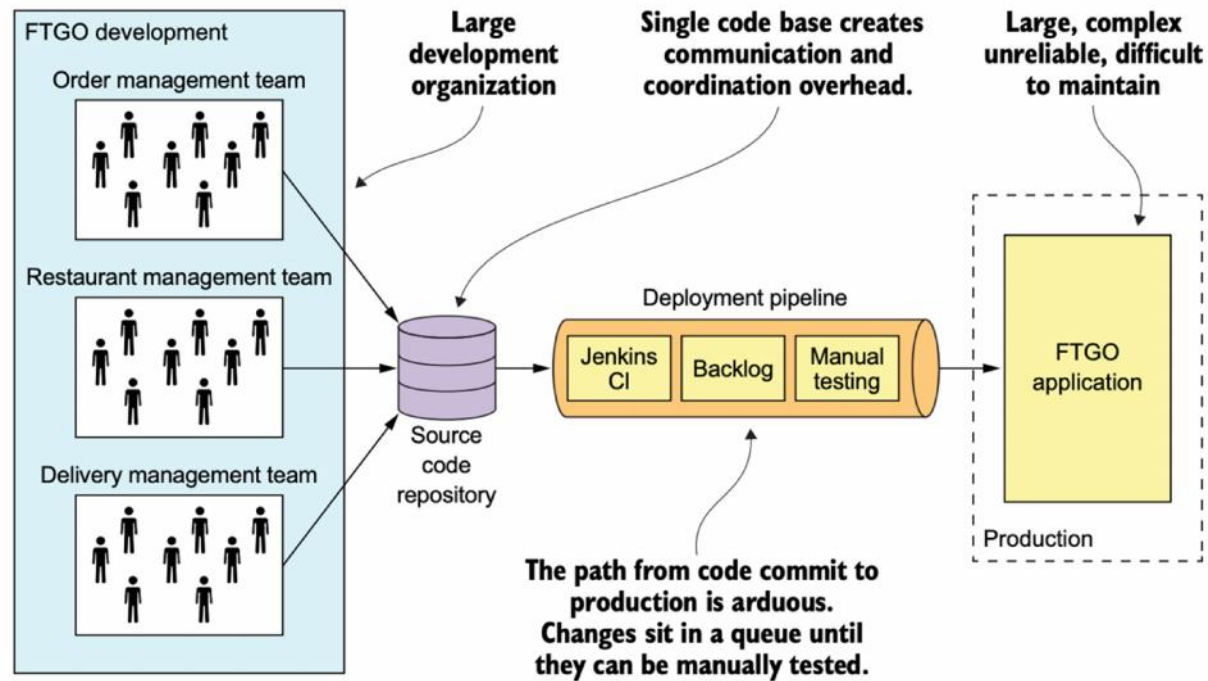 FTGO development
Order management team
Restaurant management team
Delivery management team
Large
development
organization
Single code base creates
communication and
coordination overhead.
Large, complex
unreliable, difficult
to maintain
Source
code
repository
Deployment pipeline
Jenkins
CI
Backlog
Manual
testing
The path from code commit to
production is arduous.
Changes sit in a queue until
they can be manually tested.
FTGO
application
Production